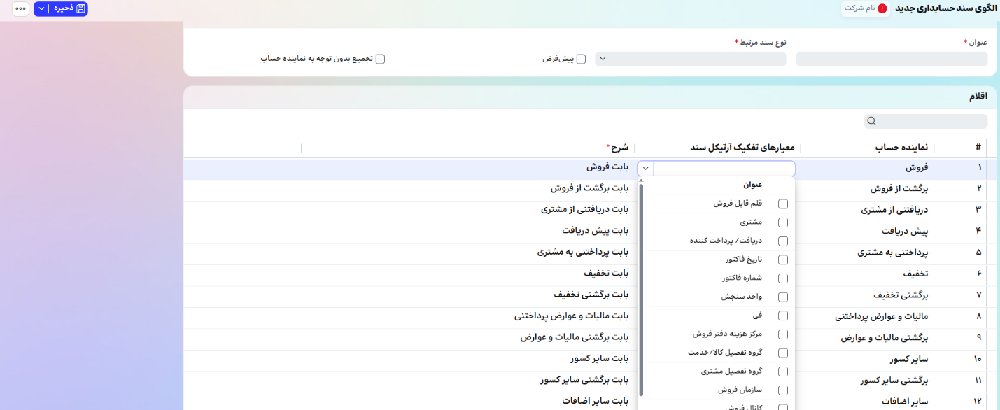 الگوی سند حسابداری جدید
نام شرکت
ذخیره
عنوان *
نوع سند مرتبط *
پیش‌فرض
تجمیع بدون توجه به نماینده حساب
اقلام
# نماینده حساب معیارهای تفکیک آرتیکل سند شرح *
۱ فروش بابت فروش
۲ برگشت از فروش بابت برگشت از فروش
۳ دریافتنی از مشتری بابت دریافتنی از مشتری
۴ پیش دریافت بابت پیش دریافت
۵ پرداختنی به مشتری بابت پرداختنی به مشتری
۶ تخفیف بابت تخفیف
۷ برگشتی تخفیف بابت برگشتی تخفیف
۸ مالیات و عوارض پرداختنی بابت مالیات و عوارض پرداختنی
۹ برگشتی مالیات و عوارض بابت برگشتی مالیات و عوارض
۱۰ سایر کسور بابت سایر کسور
۱۱ برگشتی سایر کسور بابت برگشتی سایر کسور
۱۲ سایر اضافات بابت سایر اضافات
عنوان
قلم قابل فروش
مشتری
دریافت/ پرداخت کننده
تاریخ فاکتور
شماره فاکتور
واحد سنجش
فی
مرکز هزینه دفتر فروش
گروه تفصیل کالا/خدمت
گروه تفصیل مشتری
سازمان فروش
کانال فروش